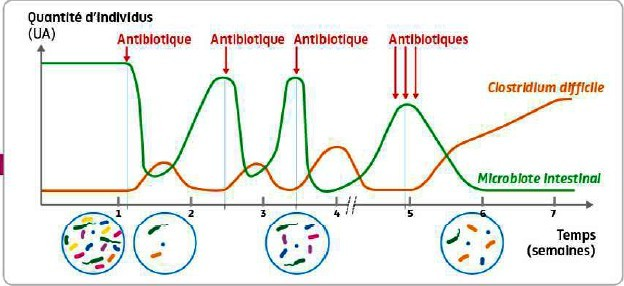 Quantité d'individus
(UA)
Antibiotique Antibiotique Antibiotique Antibiotiques
Clostridium difficile
Microbiote intestinal
1 2 3 4 5 6 7
Temps
(semaines)